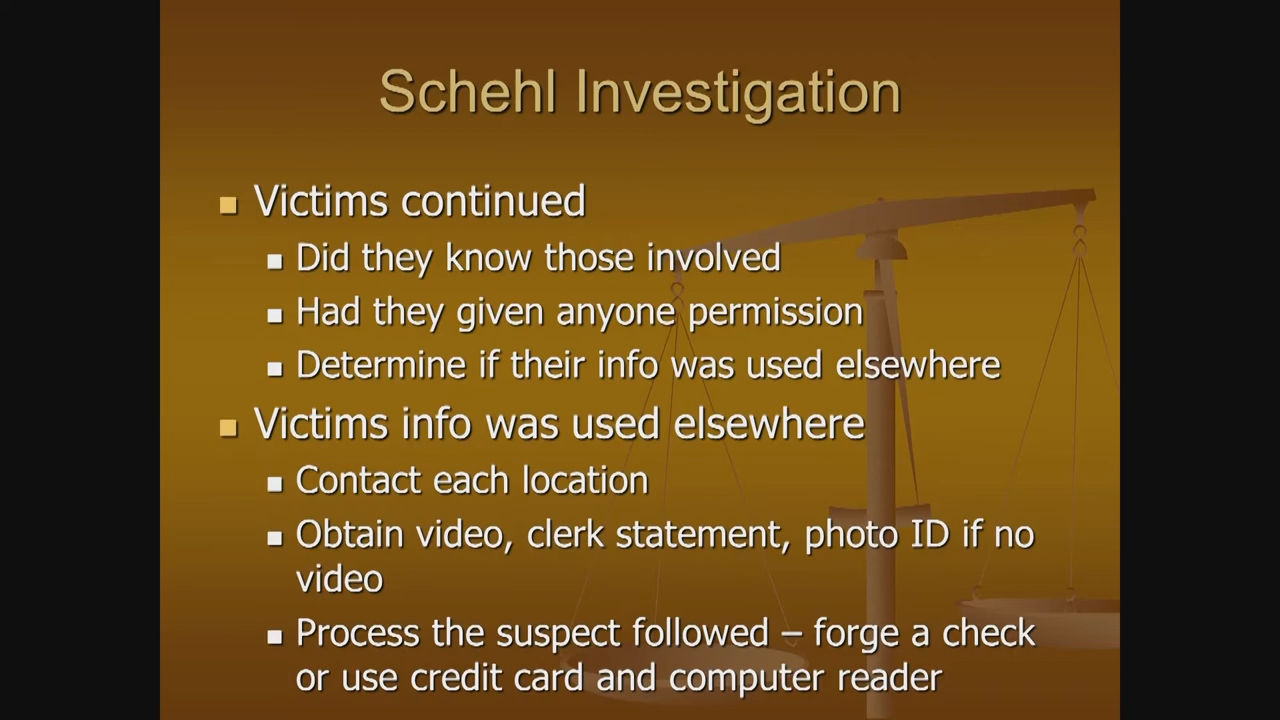 Schehl Investigation
Victims continued
Did they know those involved
Had they given anyone permission
Determine if their info was used elsewhere
Victims info was used elsewhere
Contact each location
Obtain video, clerk statement, photo ID if no
video
Process the suspect followed – forge a check
or use credit card and computer reader